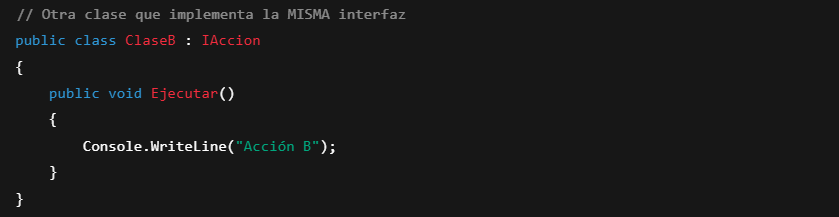 // Otra clase que implementa la MISMA interfaz
public class ClaseB : IAccion
{
    public void Ejecutar()
    {
        Console.WriteLine("Acción B");
    }
}